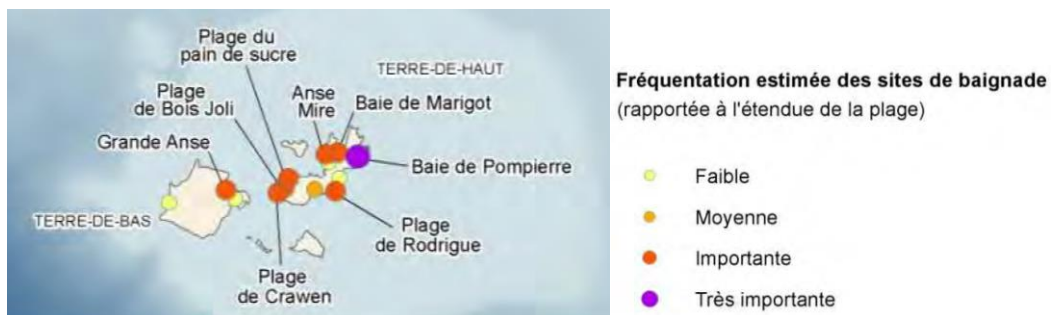 Plage du
pain de sucre
TERRE-DE-HAUT
Plage
de Bois Joli
Anse
Mire
Baie de Marigot
Grande Anse
Baie de Pompierre
TERRE-DE-BAS
Plage
de Rodrigue
Plage
de Crawen
Fréquentation estimée des sites de baignade
(rapportée à l'étendue de la plage)
Faible
Moyenne
Importante
Très importante